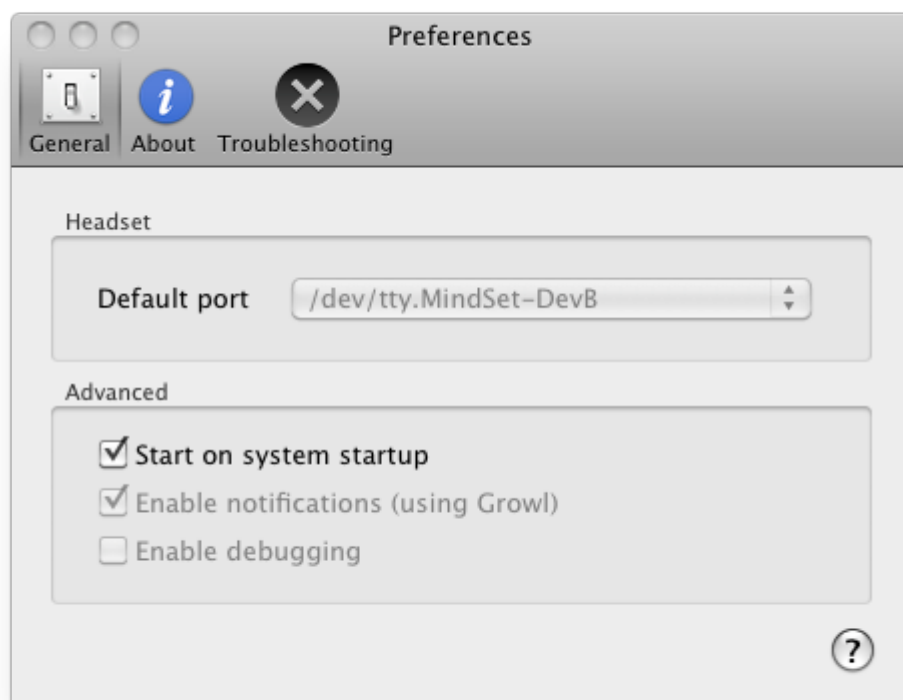 Preferences
General About Troubleshooting
Headset
Default port /dev/tty.MindSet-DevB
Advanced
Start on system startup
Enable notifications (using Growl)
Enable debugging
?